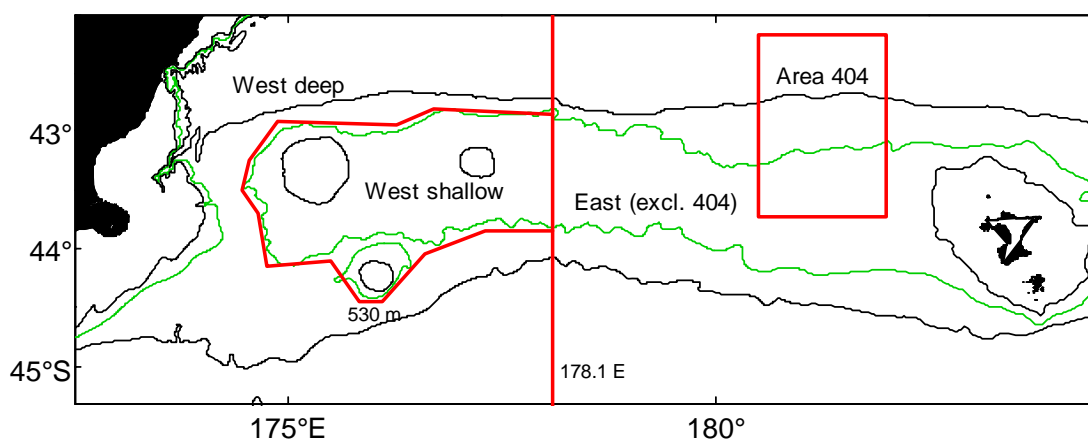 West deep
Area 404
43°
West shallow
East (excl. 404)
44°
530 m
45°S
178.1 E
175°E
180°